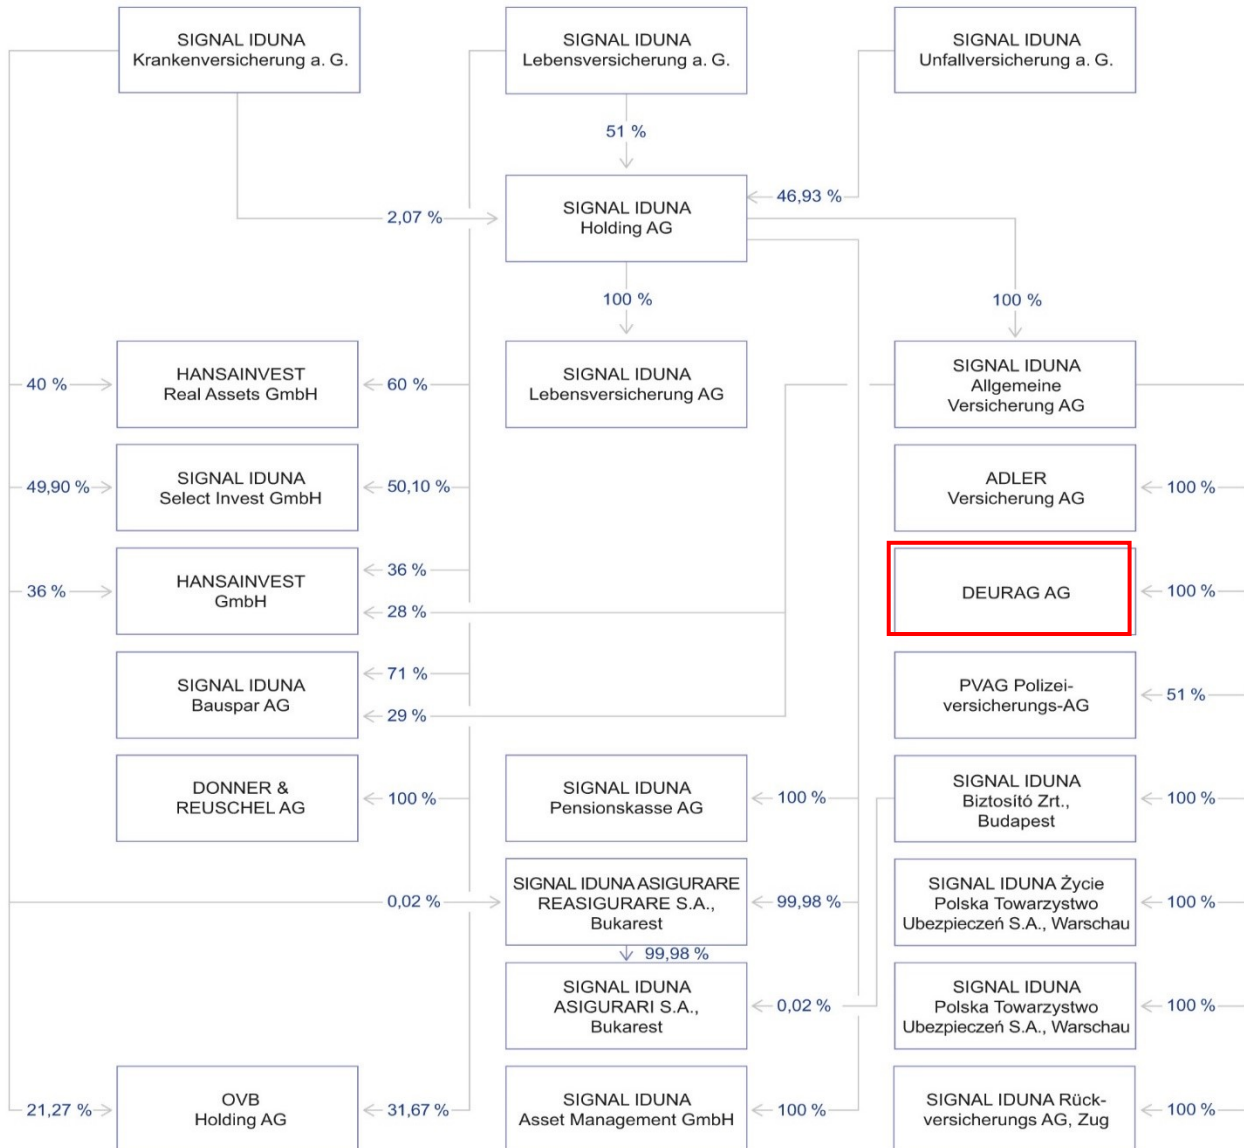 SIGNAL IDUNA
Krankenversicherung a. G.
SIGNAL IDUNA
Lebensversicherung a. G.
SIGNAL IDUNA
Unfallversicherung a. G.
51 %
46,93 %
2,07 %
SIGNAL IDUNA
Holding AG
100 %
100 %
40 %
HANSAINVEST
Real Assets GmbH
60 %
SIGNAL IDUNA
Lebensversicherung AG
SIGNAL IDUNA
Allgemeine
Versicherung AG
49,90 %
SIGNAL IDUNA
Select Invest GmbH
50,10 %
ADLER
Versicherung AG
100 %
36 %
HANSAINVEST
GmbH
36 %
28 %
DEURAG AG
100 %
SIGNAL IDUNA
Bauspar AG
71 %
29 %
PVAG Polizei-
versicherungs-AG
51 %
DONNER &
REUSCHEL AG
100 %
SIGNAL IDUNA
Pensionskasse AG
100 %
SIGNAL IDUNA
Biztosító Zrt.,
Budapest
100 %
0,02 %
SIGNAL IDUNA ASIGURARE
REASIGURARE S.A.,
Bukarest
99,98 %
SIGNAL IDUNA Życie
Polska Towarzystwo
Ubezpieczeń S.A., Warschau
100 %
99,98 %
SIGNAL IDUNA
ASIGURARI S.A.,
Bukarest
0,02 %
SIGNAL IDUNA
Polska Towarzystwo
Ubezpieczeń S.A., Warschau
100 %
21,27 %
OVB
Holding AG
31,67 %
SIGNAL IDUNA
Asset Management GmbH
100 %
SIGNAL IDUNA Rück-
versicherungs AG, Zug
100 %